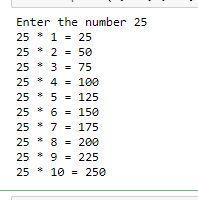 Enter the number 25
25 * 1 = 25
25 * 2 = 50
25 * 3 = 75
25 * 4 = 100
25 * 5 = 125
25 * 6 = 150
25 * 7 = 175
25 * 8 = 200
25 * 9 = 225
25 * 10 = 250